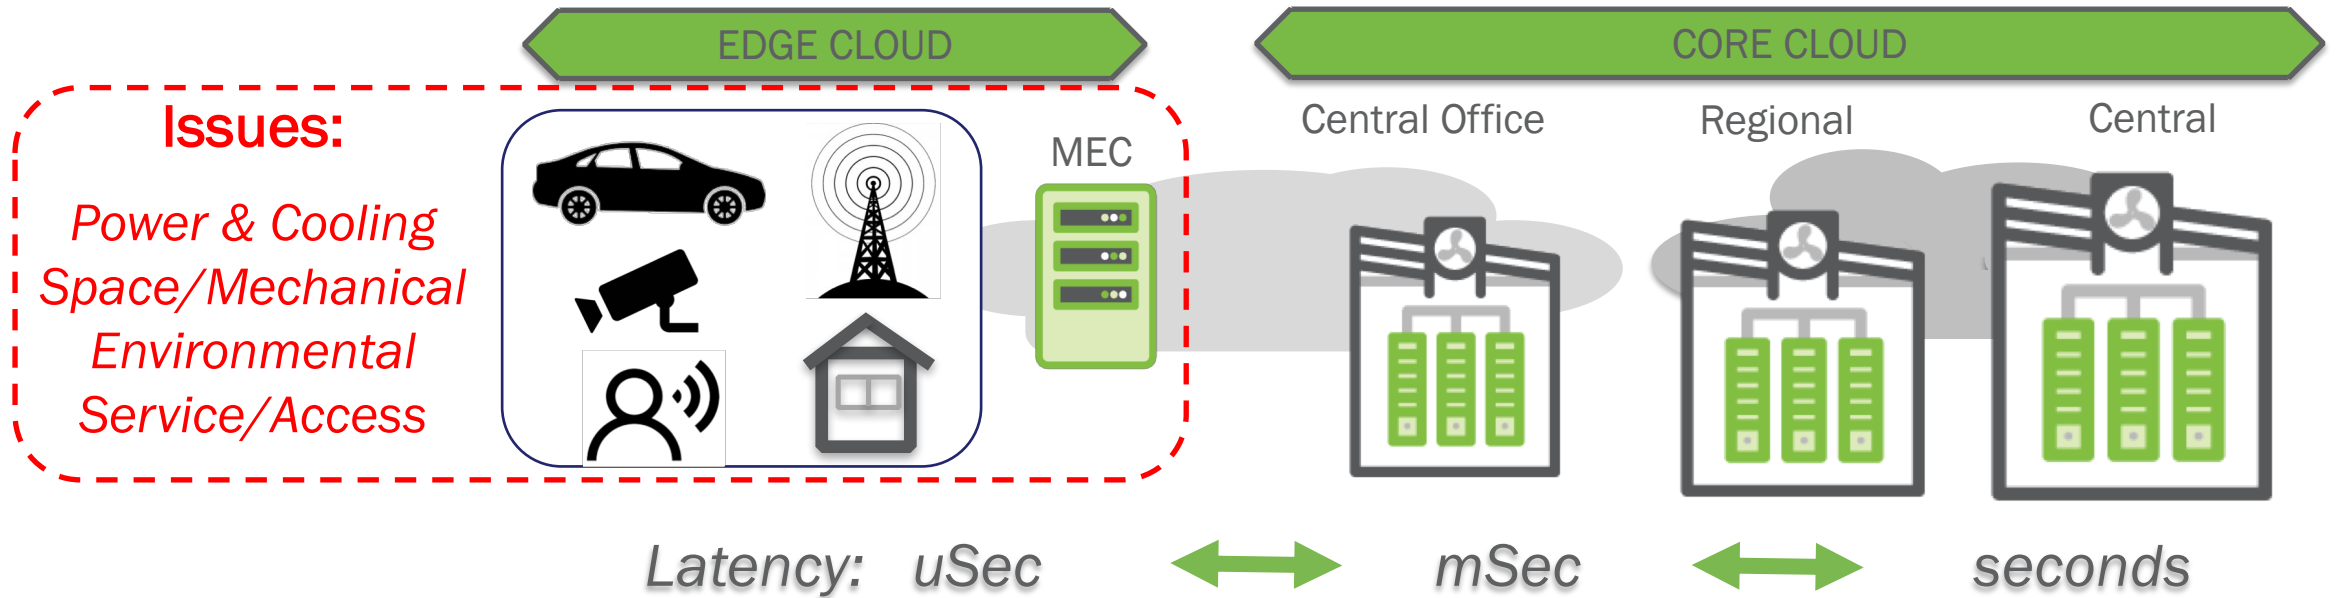 EDGE CLOUD
CORE CLOUD
Issues:
Power & Cooling
Space/Mechanical
Environmental
Service/Access
MEC
Central Office
Regional
Central
Latency: uSec
mSec
seconds